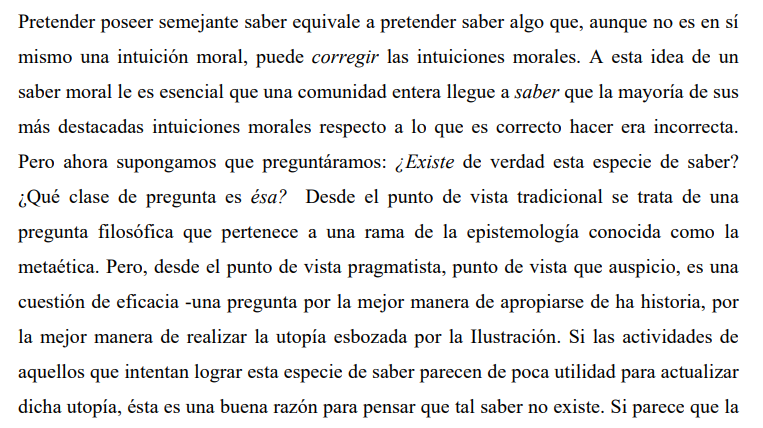 Pretender poseer semejante saber equivale a pretender saber algo que, aunque no es en sí
mismo una intuición moral, puede corregir las intuiciones morales. A esta idea de un
saber moral le es esencial que una comunidad entera llegue a saber que la mayoría de sus
más destacadas intuiciones morales respecto a lo que es correcto hacer era incorrecta.
Pero ahora supongamos que preguntáramos: ¿Existe de verdad esta especie de saber?
¿Qué clase de pregunta es ésa? Desde el punto de vista tradicional se trata de una
pregunta filosófica que pertenece a una rama de la epistemología conocida como la
metaética. Pero, desde el punto de vista pragmatista, punto de vista que auspicio, es una
cuestión de eficacia -una pregunta por la mejor manera de apropiarse de ha historia, por
la mejor manera de realizar la utopía esbozada por la Ilustración. Si las actividades de
aquellos que intentan lograr esta especie de saber parecen de poca utilidad para actualizar
dicha utopía, ésta es una buena razón para pensar que tal saber no existe. Si parece que la